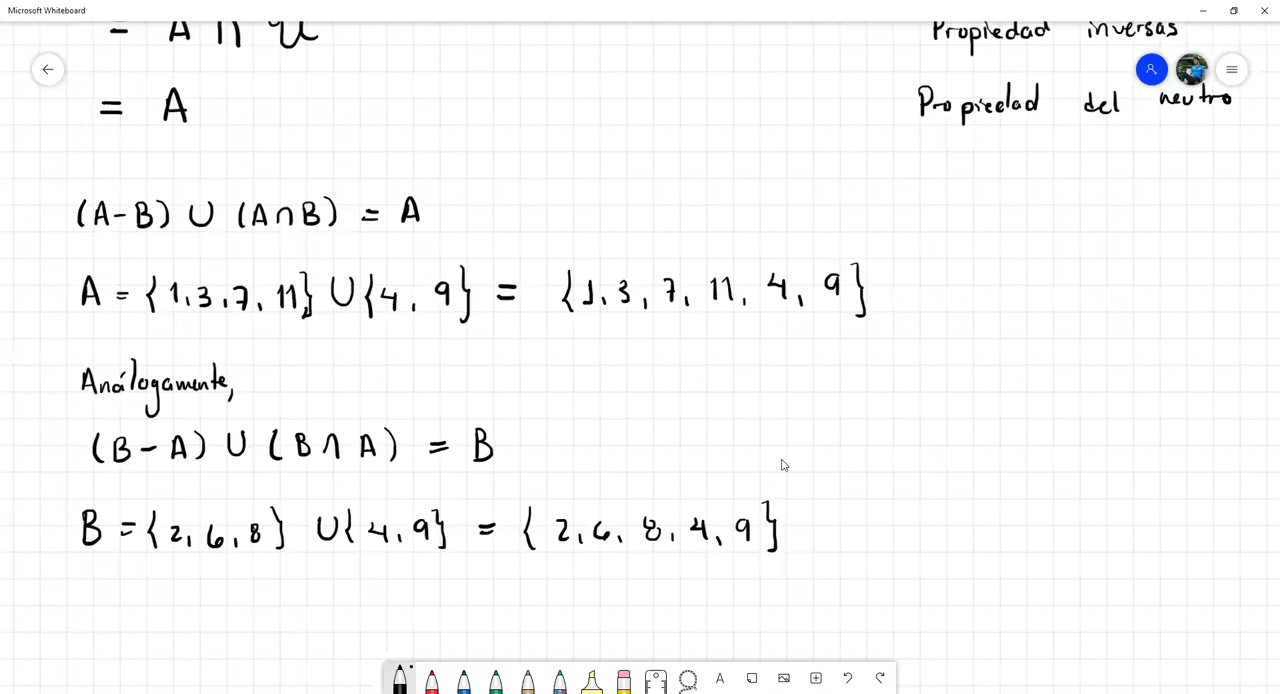 Microsoft Whiteboard
= A ∩ U
Propiedad inversas
= A
Propiedad del neutro
(A-B) ∪ (A∩B) = A
A = {1,3,7,11} ∪ {4,9} = {1,3,7,11,4,9}
Análogamente,
(B-A) ∪ (B∩A) = B
B = {2,6,8} ∪ {4,9} = {2,6,8,4,9}
A